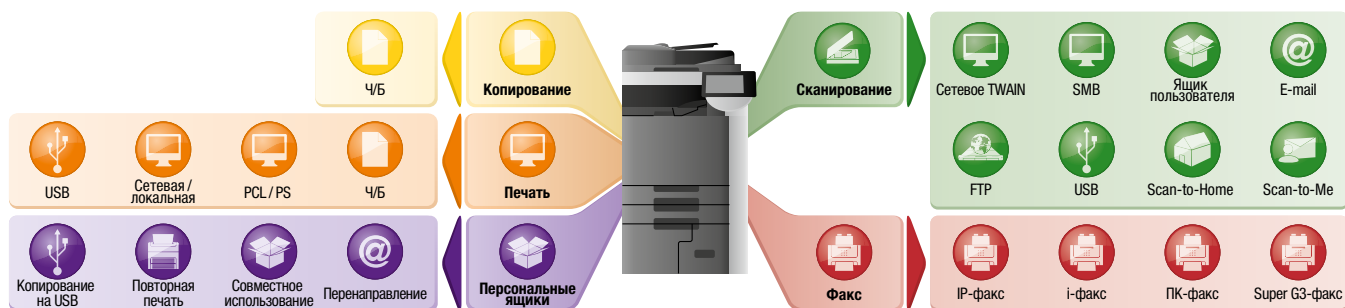 Ч/Б
Копирование
USB
Сетевая /
локальная
PCL / PS
Ч/Б
Печать
Копирование
на USB
Повторная
печать
Совместное
использование
Перенаправление
Персональные
ящики
Сканирование
Сетевое TWAIN
SMB
Ящик
пользователя
E-mail
FTP
USB
Scan-to-Home
Scan-to-Me
Факс
IP-факс
i-факс
ПК-факс
Super G3-факс